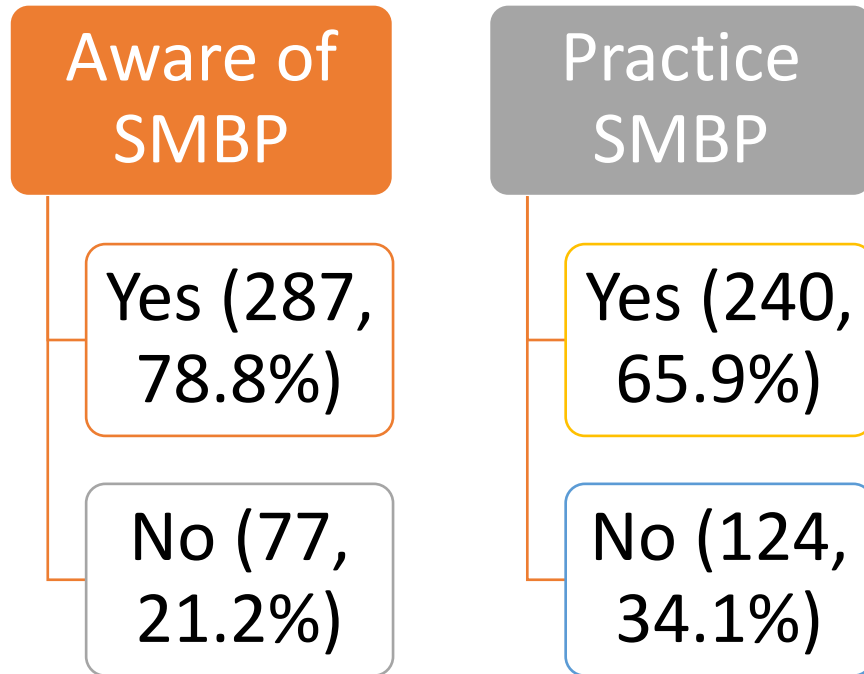 Aware of
SMBP
Yes (287,
78.8%)
No (77,
21.2%)
Practice
SMBP
Yes (240,
65.9%)
No (124,
34.1%)